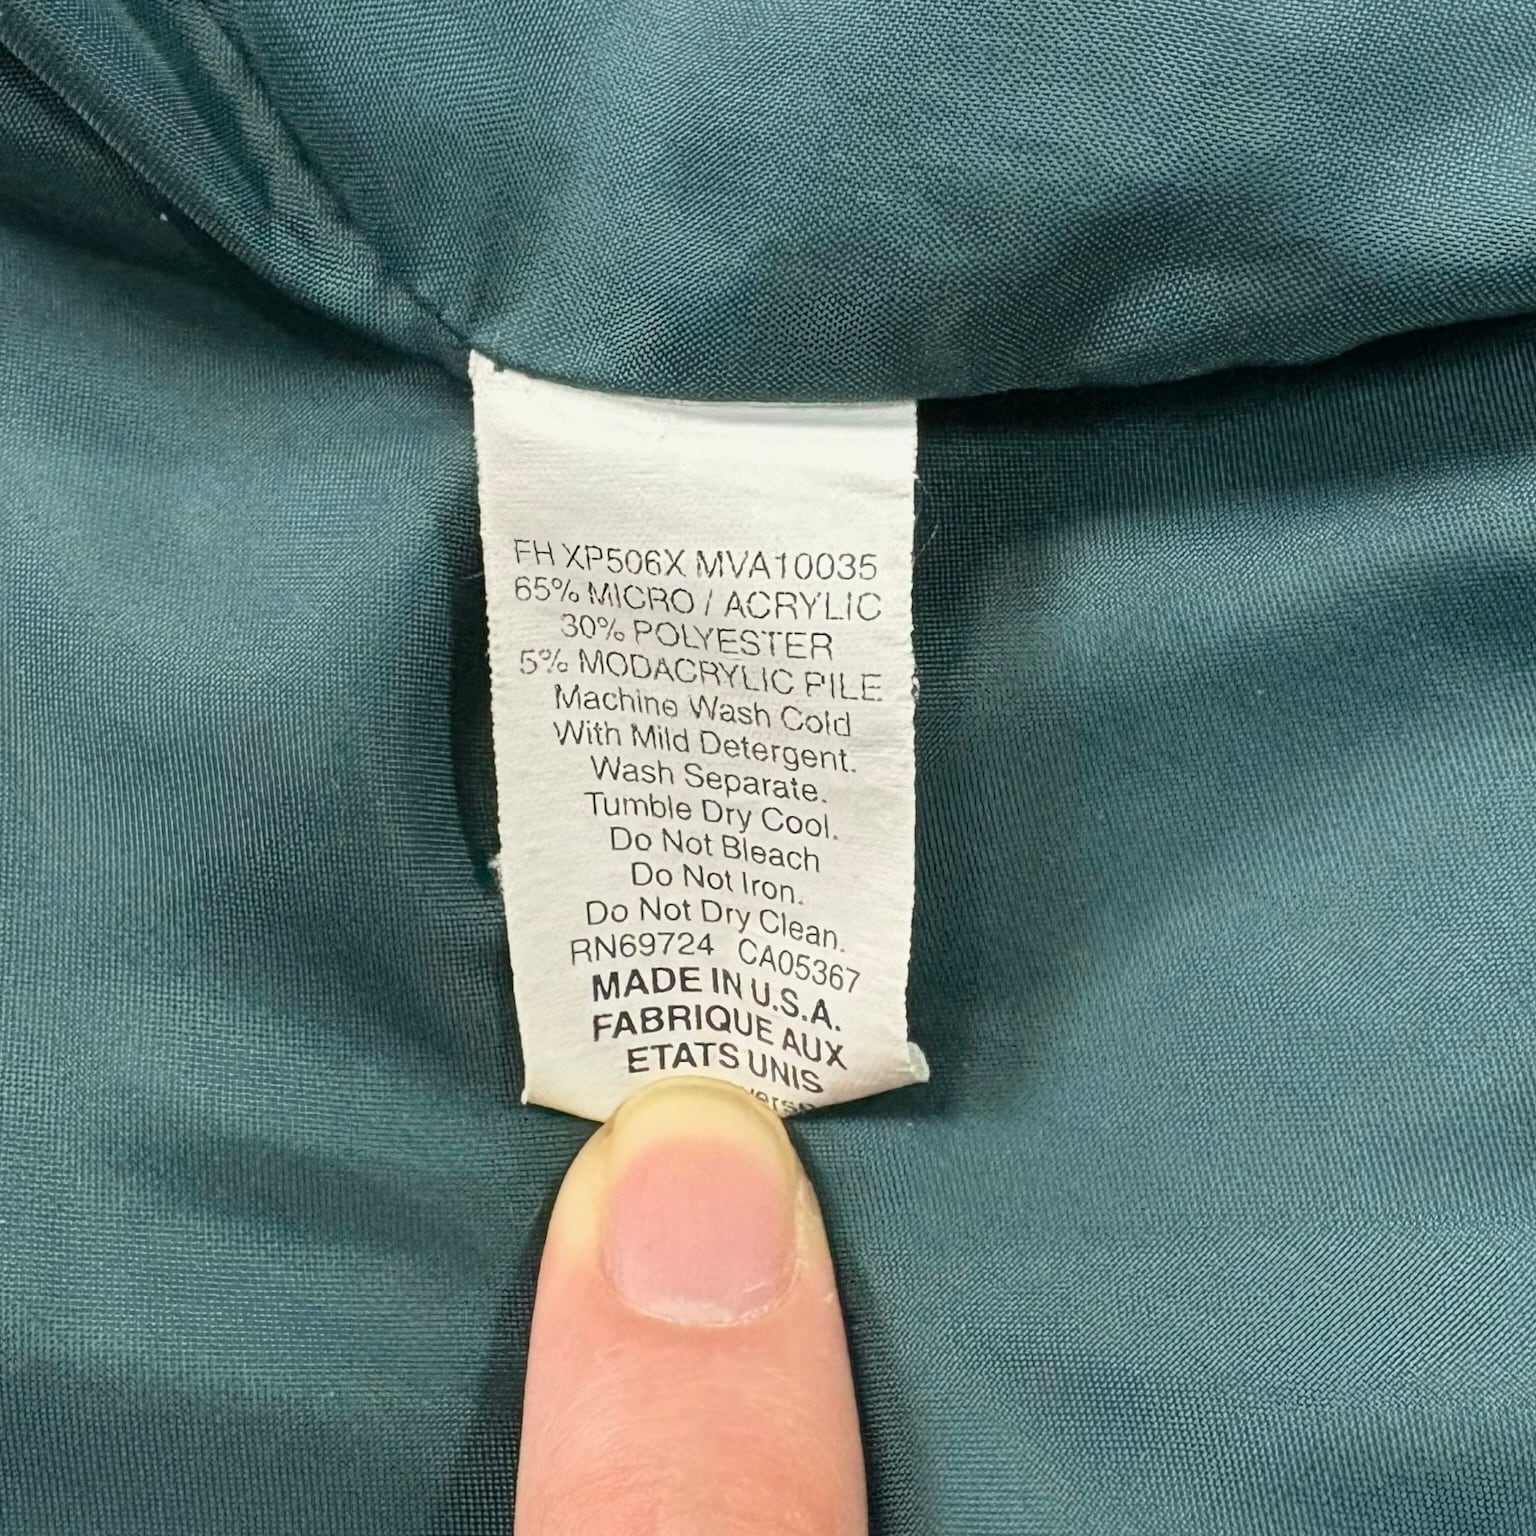 FH XP506X MVA10035
65% MICRO / ACRYLIC
30% POLYESTER
5% MODACRYLIC PILE
Machine Wash Cold
With Mild Detergent.
Wash Separate.
Tumble Dry Cool.
Do Not Bleach
Do Not Iron.
Do Not Dry Clean.
RN69724 CA05367
MADE IN U.S.A.
FABRIQUE AUX
ETATS UNIS